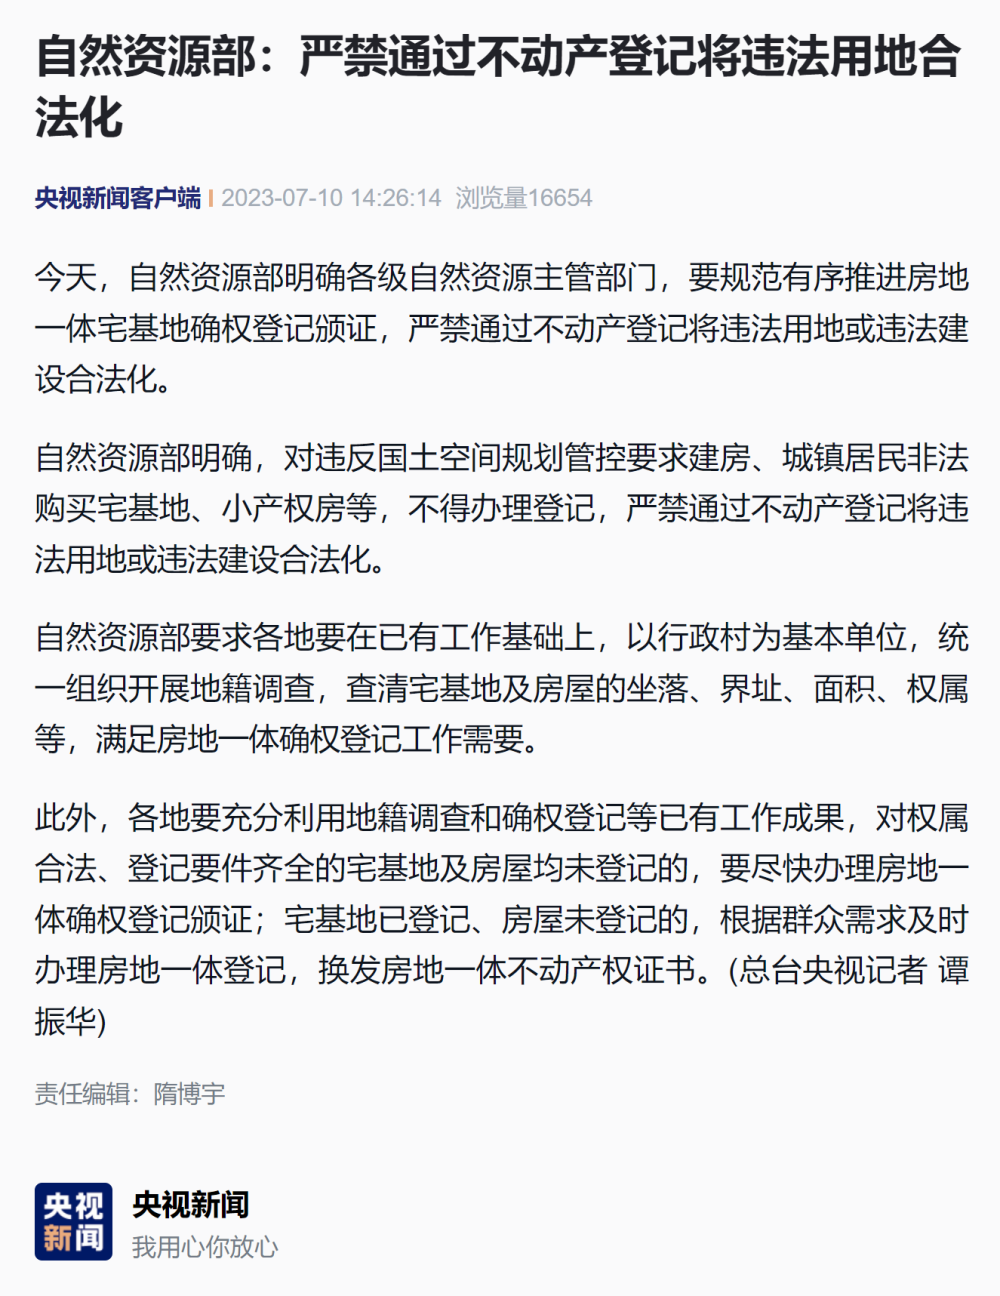 自然资源部：严禁通过不动产登记将违法用地合
法化
央视新闻客户端 2023-07-10 14:26:14 浏览量16654
今天，自然资源部明确各级自然资源主管部门，要规范有序推进房地
一体宅基地确权登记颁证，严禁通过不动产登记将违法用地或违法建
设合法化。
自然资源部明确，对违反国土空间规划管控要求建房、城镇居民非法
购买宅基地、小产权房等，不得办理登记，严禁通过不动产登记将违
法用地或违法建设合法化。
自然资源部要求各地要在已有工作基础上，以行政村为基本单位，统
一组织开展地籍调查，查清宅基地及房屋的坐落、界址、面积、权属
等，满足房地一体确权登记工作需要。
此外，各地要充分利用地籍调查和确权登记等已有工作成果，对权属
合法、登记要件齐全的宅基地及房屋均未登记的，要尽快办理房地一
体确权登记颁证；宅基地已登记、房屋未登记的，根据群众需求及时
办理房地一体登记，换发房地一体不动产权证书。(总台央视记者 谭
振华)
责任编辑：隋博宇
央视
新闻
央视新闻
我用心你放心